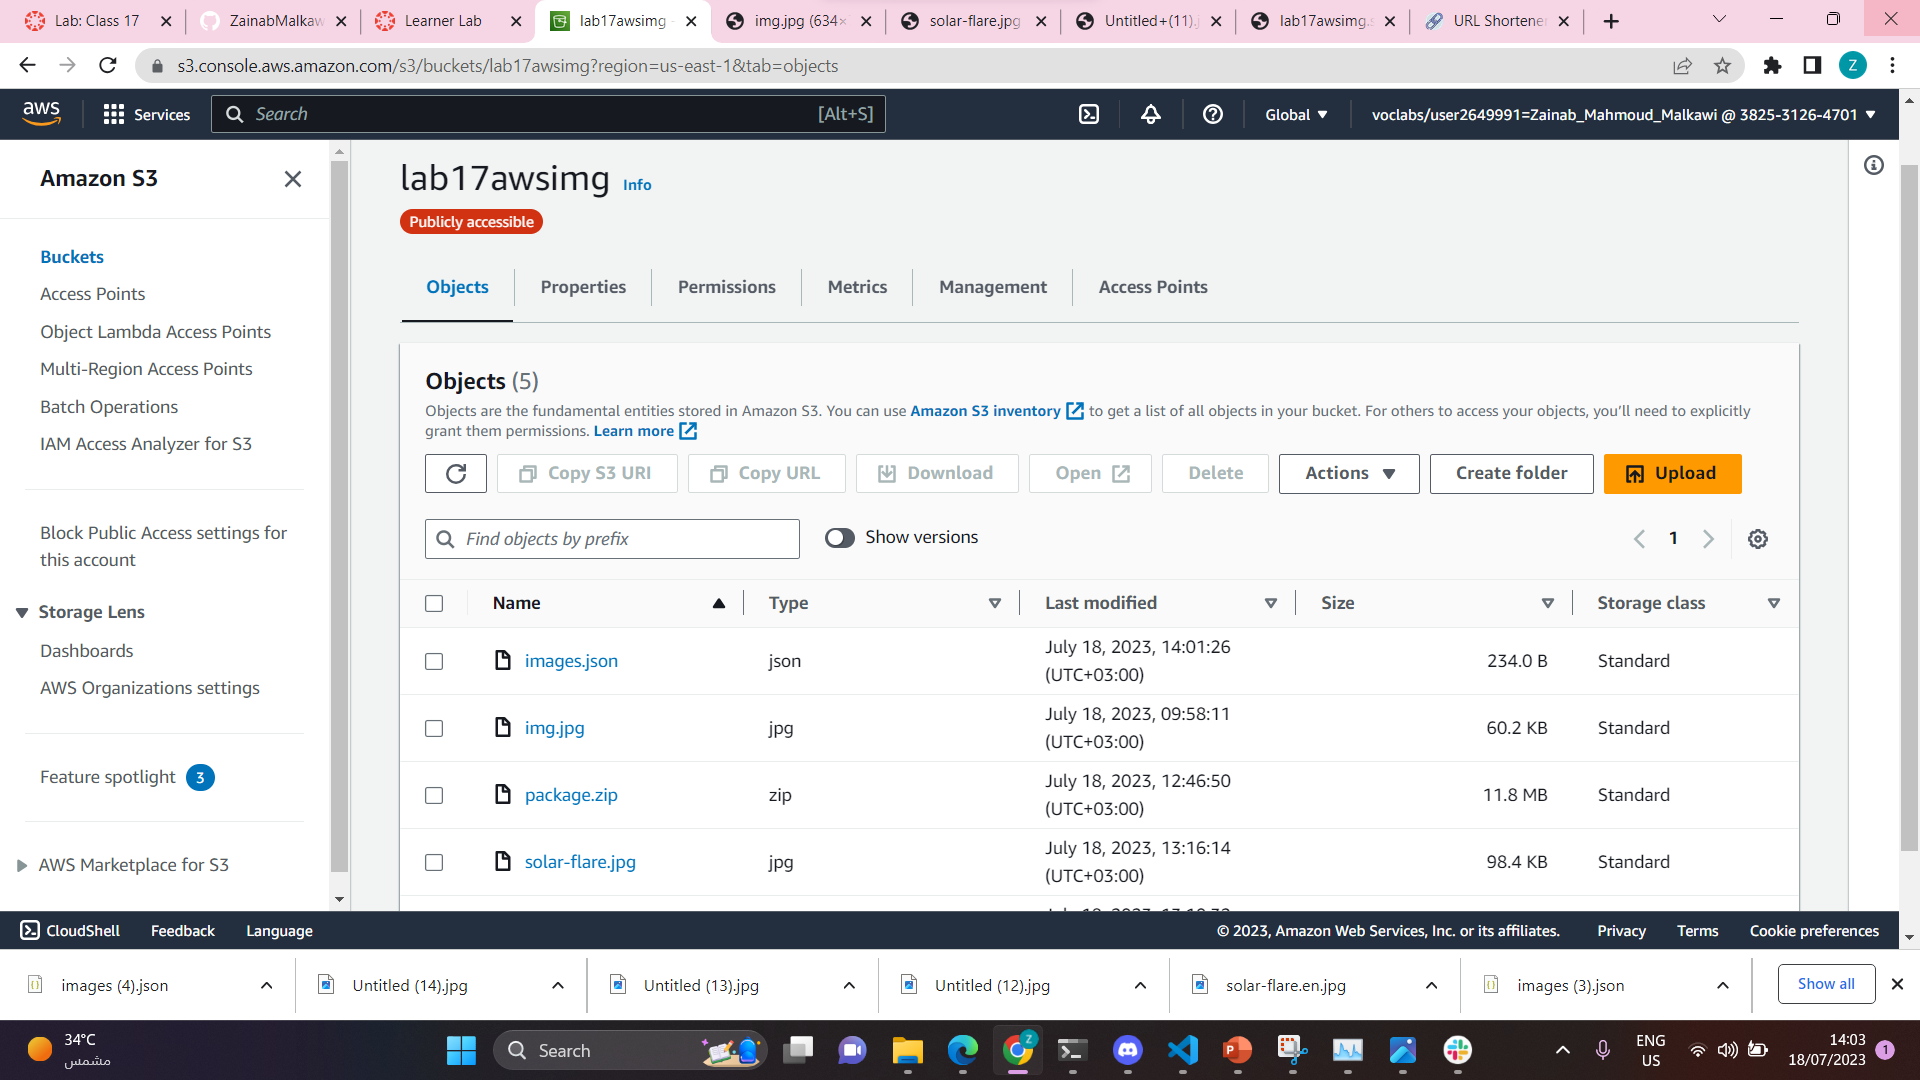 Lab: Class 17
ZainabMalkaw
Learner Lab
lab17awsimg -
img.jpg (634×
solar-flare.jpg
Untitled+(11).j
lab17awsimg.s
URL Shortener
s3.console.aws.amazon.com/s3/buckets/lab17awsimg?region=us-east-1&tab=objects
Z
aws
Services
Search
[Alt+S]
Global
voclabs/user2649991=Zainab_Mahmoud_Malkawi @ 3825-3126-4701
Amazon S3
Buckets
Access Points
Object Lambda Access Points
Multi-Region Access Points
Batch Operations
IAM Access Analyzer for S3
Block Public Access settings for
this account
Storage Lens
Dashboards
AWS Organizations settings
Feature spotlight 3
AWS Marketplace for S3
lab17awsimg Info
Publicly accessible
Objects
Properties
Permissions
Metrics
Management
Access Points
Objects (5)
Objects are the fundamental entities stored in Amazon S3. You can use Amazon S3 inventory to get a list of all objects in your bucket. For others to access your objects, you’ll need to explicitly
grant them permissions. Learn more
Copy S3 URI
Copy URL
Download
Open
Delete
Actions
Create folder
Upload
Find objects by prefix
Show versions
1
Name
Type
Last modified
Size
Storage class
images.json
json
July 18, 2023, 14:01:26
(UTC+03:00)
234.0 B
Standard
img.jpg
jpg
July 18, 2023, 09:58:11
(UTC+03:00)
60.2 KB
Standard
package.zip
zip
July 18, 2023, 12:46:50
(UTC+03:00)
11.8 MB
Standard
solar-flare.jpg
jpg
July 18, 2023, 13:16:14
(UTC+03:00)
98.4 KB
Standard
CloudShell
Feedback
Language
© 2023, Amazon Web Services, Inc. or its affiliates.
Privacy
Terms
Cookie preferences
images (4).json
Untitled (14).jpg
Untitled (13).jpg
Untitled (12).jpg
solar-flare.en.jpg
images (3).json
Show all
34°C
مشمس
Search
Z
ENG
US
14:03
18/07/2023
1